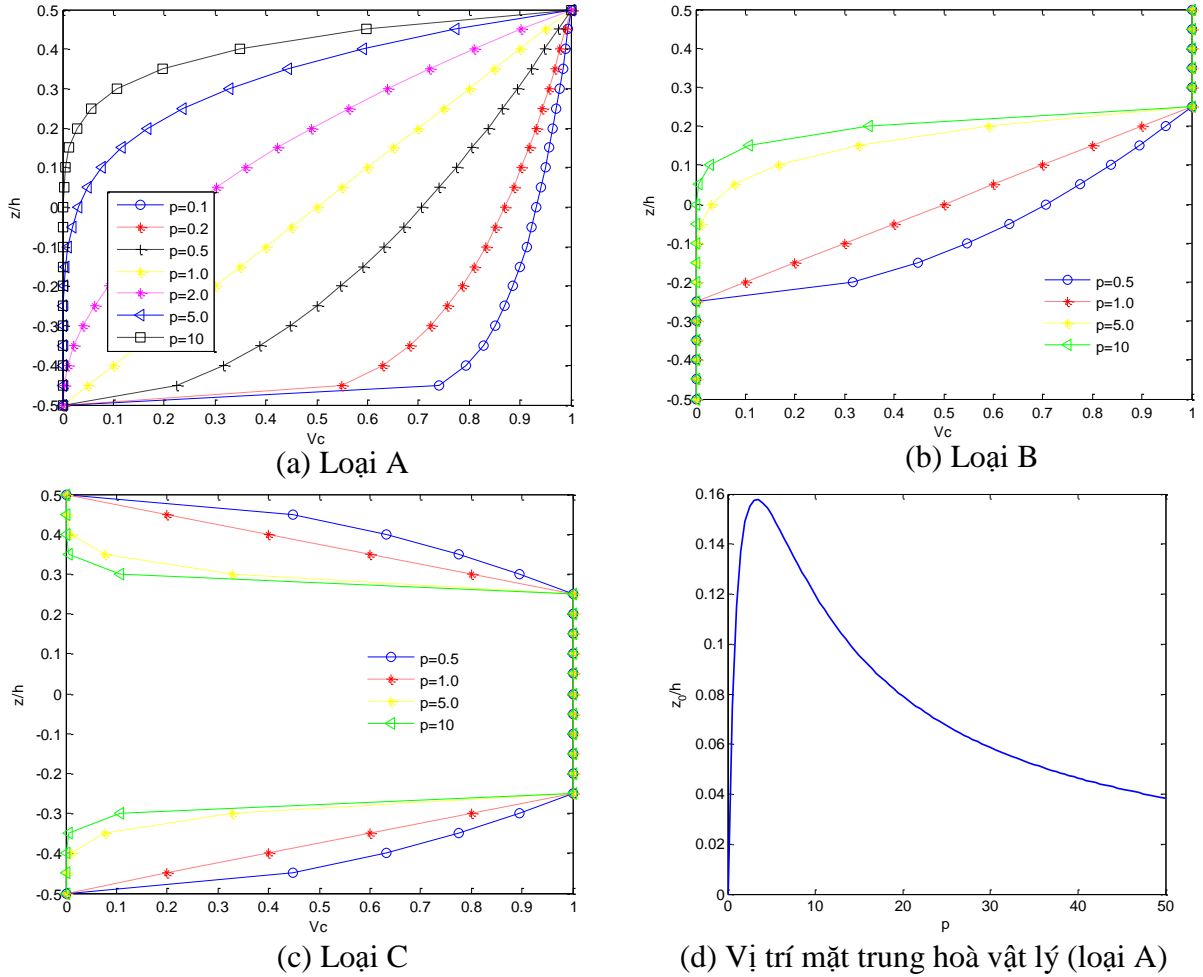 0.5
0.4
0.3
0.2
0.1
0
-0.1
-0.2
-0.3
-0.4
-0.5
z/h
p=0.1
p=0.2
p=0.5
p=1.0
p=2.0
p=5.0
p=10
0 0.1 0.2 0.3 0.4 0.5 0.6 0.7 0.8 0.9 1
Vc
(a) Loại A
0.5
0.4
0.3
0.2
0.1
0
-0.1
-0.2
-0.3
-0.4
-0.5
z/h
p=0.5
p=1.0
p=5.0
p=10
0 0.1 0.2 0.3 0.4 0.5 0.6 0.7 0.8 0.9 1
Vc
(b) Loại B
0.5
0.4
0.3
0.2
0.1
0
-0.1
-0.2
-0.3
-0.4
-0.5
z/h
p=0.5
p=1.0
p=5.0
p=10
0 0.1 0.2 0.3 0.4 0.5 0.6 0.7 0.8 0.9 1
Vc
(c) Loại C
0.16
0.14
0.12
0.1
0.08
0.06
0.04
0.02
0
z₀/h
0 10 20 30 40 50
p
(d) Vị trí mặt trung hoà vật lý (loại A)